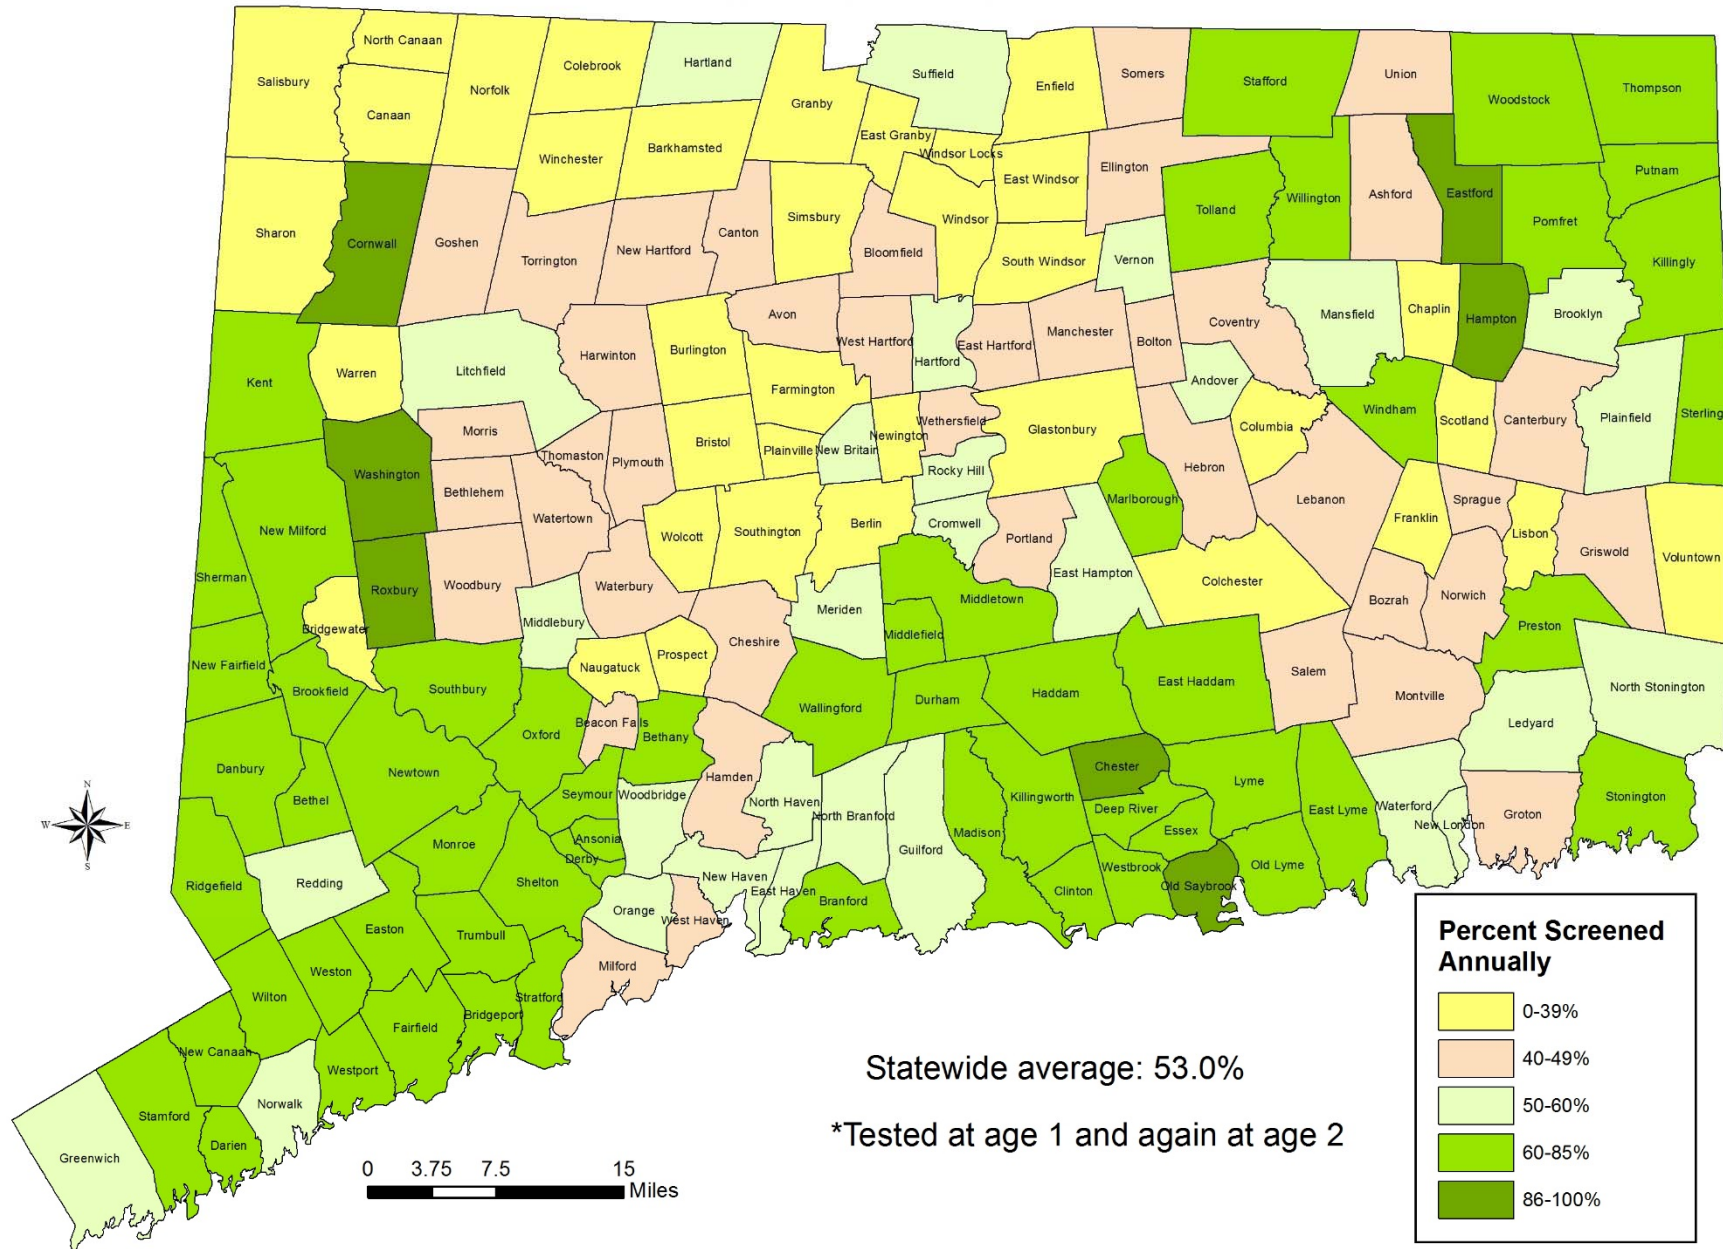 North Canaan
Colebrook
Hartland
Salisbury
Norfolk
Canaan
Granby
Suffield
Enfield
Somers
Stafford
Union
Woodstock
Thompson
East Granby
Windsor Locks
Winchester
Barkhamsted
East Windsor
Ellington
Putnam
Sharon
Cornwall
Goshen
Torrington
New Hartford
Canton
Simsbury
Bloomfield
Windsor
South Windsor
Vernon
Tolland
Willington
Ashford
Eastford
Pomfret
Killingly
Kent
Warren
Litchfield
Harwinton
Burlington
Avon
West Hartford
Hartford
East Hartford
Manchester
Bolton
Coventry
Mansfield
Chaplin
Hampton
Brooklyn
Farmington
Andover
Morris
Bristol
Plainville
New Britain
Newington
Wethersfield
Glastonbury
Columbia
Windham
Scotland
Canterbury
Plainfield
Sterling
Washington
Bethlehem
Thomaston
Plymouth
Watertown
Rocky Hill
Hebron
Marlborough
Lebanon
Sprague
Franklin
Lisbon
Griswold
Voluntown
New Milford
Wolcott
Southington
Berlin
Cromwell
Portland
East Hampton
Colchester
Sherman
Roxbury
Woodbury
Waterbury
Middlebury
Meriden
Middletown
Middlefield
Bozrah
Norwich
Preston
Bridgewater
Naugatuck
Prospect
Cheshire
New Fairfield
Brookfield
Southbury
Wallingford
Durham
Haddam
East Haddam
Salem
Montville
Ledyard
North Stonington
Oxford
Beacon Falls
Bethany
Danbury
Bethel
Newtown
Hamden
Seymour
Woodbridge
North Haven
North Branford
Guilford
Madison
Killingworth
Chester
Deep River
Essex
Lyme
East Lyme
Waterford
New London
Groton
Stonington
N
W
E
S
Ansonia
Derby
Monroe
Shelton
Ridgefield
Redding
New Haven
East Haven
Branford
Clinton
Westbrook
Old Saybrook
Old Lyme
Orange
West Haven
Easton
Trumbull
Milford
Weston
Wilton
Stratford
Bridgeport
Fairfield
New Canaan
Westport
Norwalk
Stamford
Darien
Greenwich
Statewide average: 53.0%
*Tested at age 1 and again at age 2
0 3.75 7.5 15
Miles
Percent Screened
Annually
0-39%
40-49%
50-60%
60-85%
86-100%